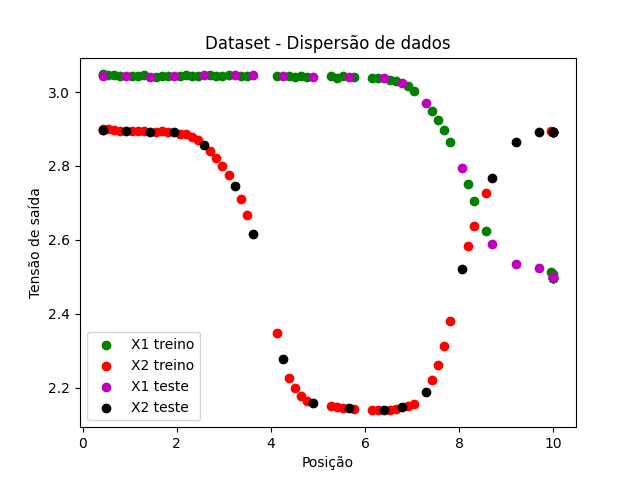 Dataset - Dispersão de dados
Tensão de saída
3.0
2.8
2.6
2.4
2.2
X1 treino
X2 treino
X1 teste
X2 teste
0 2 4 6 8 10
Posição